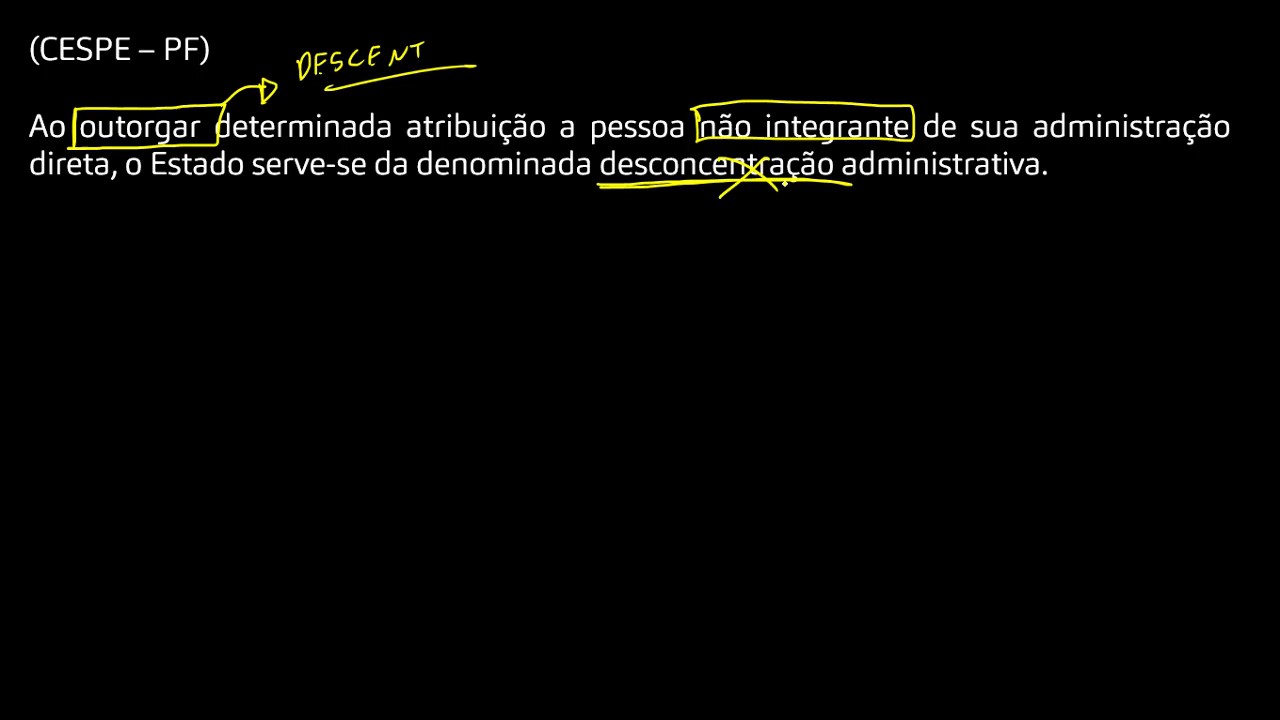 (CESPE – PF)
DESCENT
Ao outorgar determinada atribuição a pessoa não integrante de sua administração
direta, o Estado serve-se da denominada desconcentração administrativa.